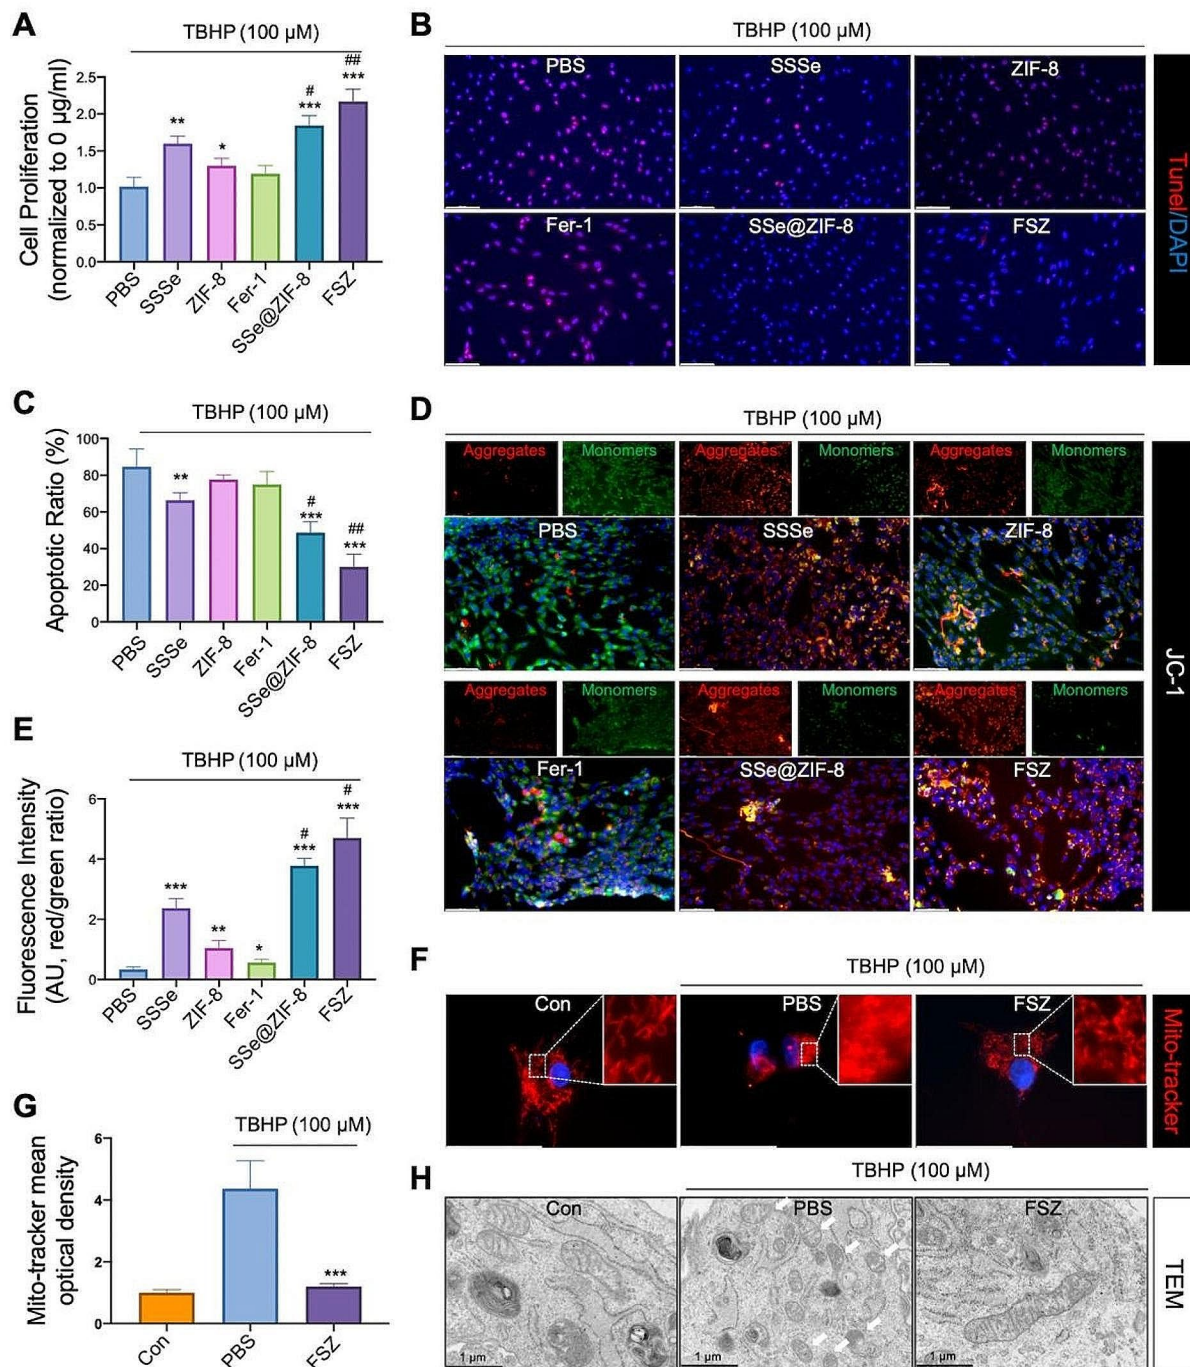 A
TBHP (100 μM)
Cell Proliferation
(normalized to 0 μg/ml)
2.5
2.0
1.5
1.0
0.5
0.0
**
*
#
***
##
***
PBS
SSSe
ZIF-8
Fer-1
SSe@ZIF-8
FSZ
B
TBHP (100 μM)
PBS
SSSe
ZIF-8
Fer-1
SSe@ZIF-8
FSZ
Tunel/DAPI
C
TBHP (100 μM)
Apoptotic Ratio (%)
100
80
60
40
20
0
**
#
***
##
***
PBS
SSSe
ZIF-8
Fer-1
SSe@ZIF-8
FSZ
D
TBHP (100 μM)
Aggregates
Monomers
Aggregates
Monomers
Aggregates
Monomers
PBS
SSSe
ZIF-8
Aggregates
Monomers
Aggregates
Monomers
Aggregates
Monomers
Fer-1
SSe@ZIF-8
FSZ
JC-1
E
TBHP (100 μM)
Fluorescence Intensity
(AU, red/green ratio)
6
4
2
0
***
**
*
#
***
#
***
PBS
SSSe
ZIF-8
Fer-1
SSe@ZIF-8
FSZ
F
TBHP (100 μM)
Con
PBS
FSZ
Mito-tracker
G
TBHP (100 μM)
Mito-tracker mean
optical density
6
4
2
0
***
Con
PBS
FSZ
H
TBHP (100 μM)
Con
PBS
FSZ
1 μm
1 μm
1 μm
TEM